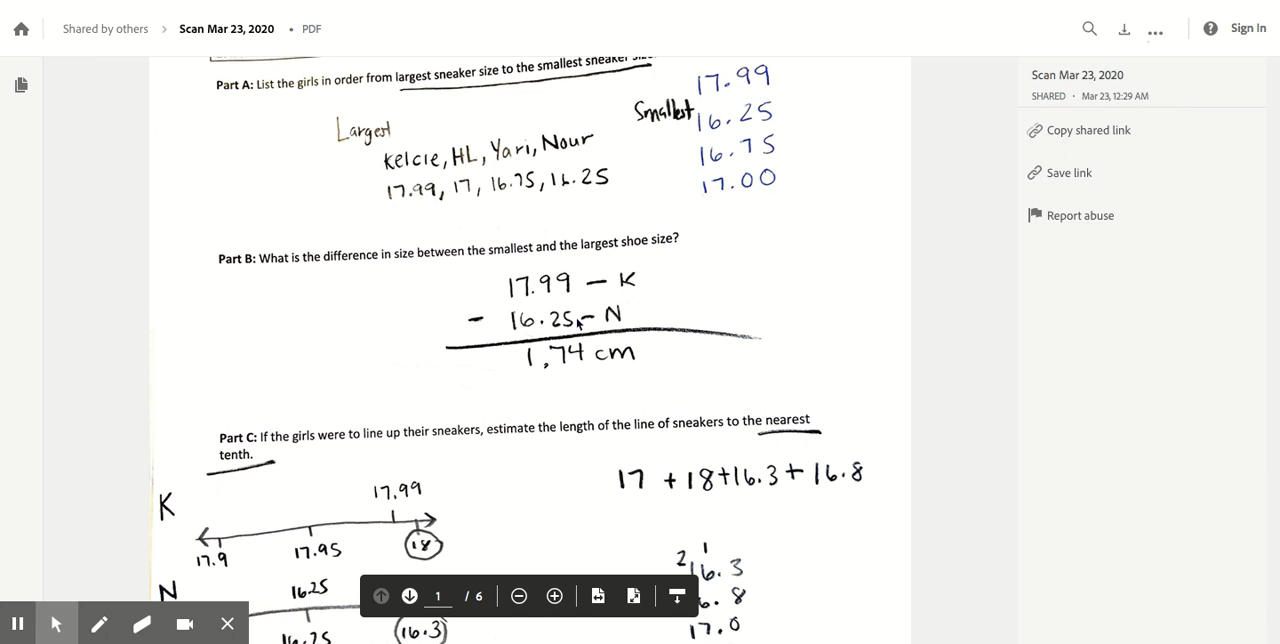 Shared by others > Scan Mar 23, 2020 • PDF
... Sign In
Scan Mar 23, 2020
SHARED • Mar 23, 12:29 AM
Copy shared link
Save link
Report abuse
Part A: List the girls in order from largest sneaker size to the smallest sneaker
Largest
Kelcie, HL, Yari, Nour
17.99, 17, 16.75, 16.25
17.99
Smallest 16.25
16.75
17.00
Part B: What is the difference in size between the smallest and the largest shoe size?
17.99 – K
- 16.25 – N
1.74 cm
Part C: If the girls were to line up their sneakers, estimate the length of the line of sneakers to the nearest
tenth.
17 + 18 + 16.3 + 16.8
K
17.99
17.9 17.95 18
N
16.25
16.25 16.3
2 1
16.3
6.8
17.0
1 / 6